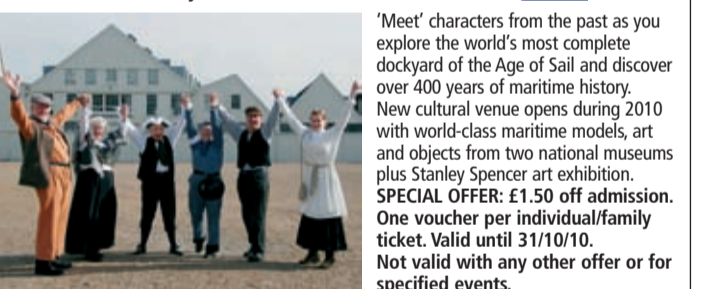 'Meet' characters from the past as you
explore the world's most complete
dockyard of the Age of Sail and discover
over 400 years of maritime history.
New cultural venue opens during 2010
with world-class maritime models, art
and objects from two national museums
plus Stanley Spencer art exhibition.
SPECIAL OFFER: £1.50 off admission.
One voucher per individual/family
ticket. Valid until 31/10/10.
Not valid with any other offer or for
specified events.